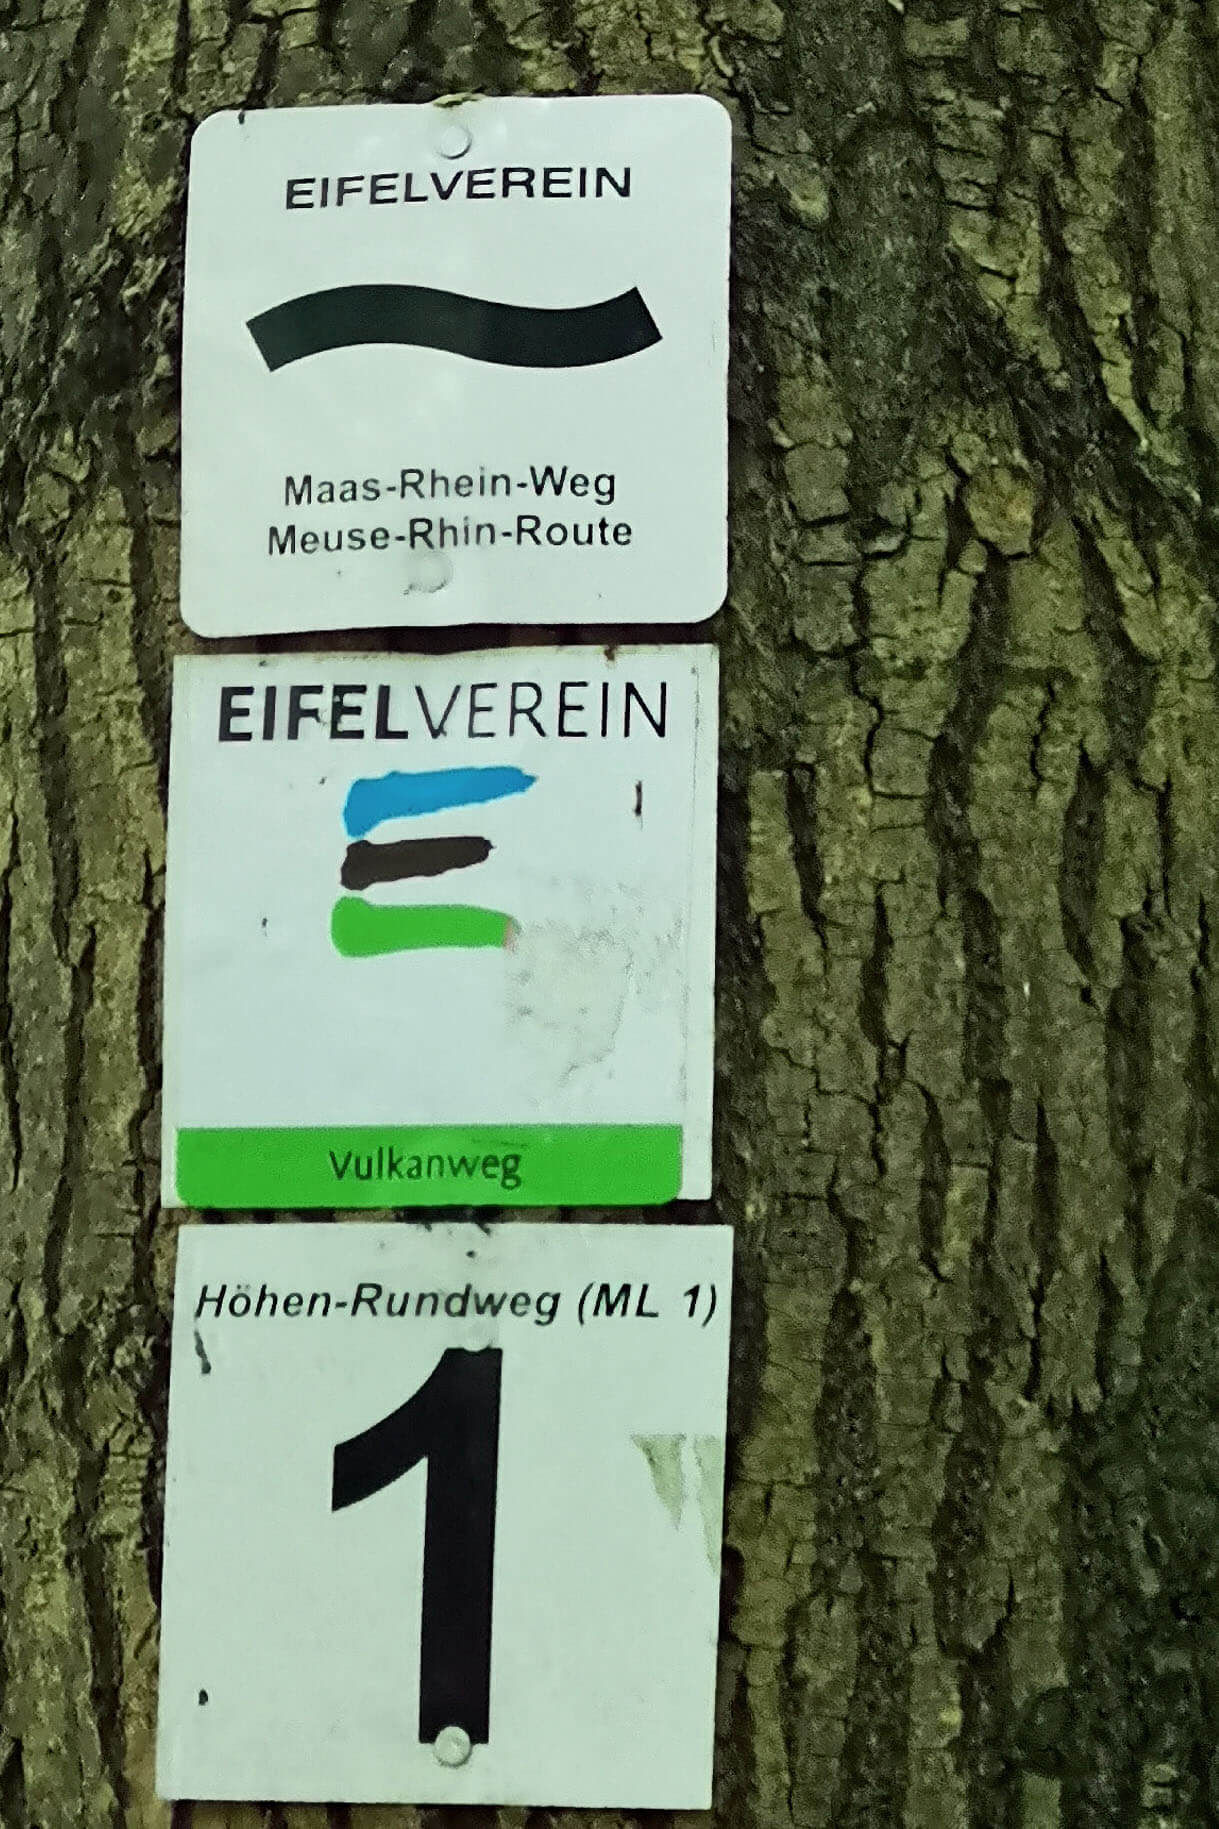 EIFELVEREIN
Maas-Rhein-Weg
Meuse-Rhin-Route
EIFELVEREIN
Vulkanweg
Höhen-Rundweg (ML 1)
1